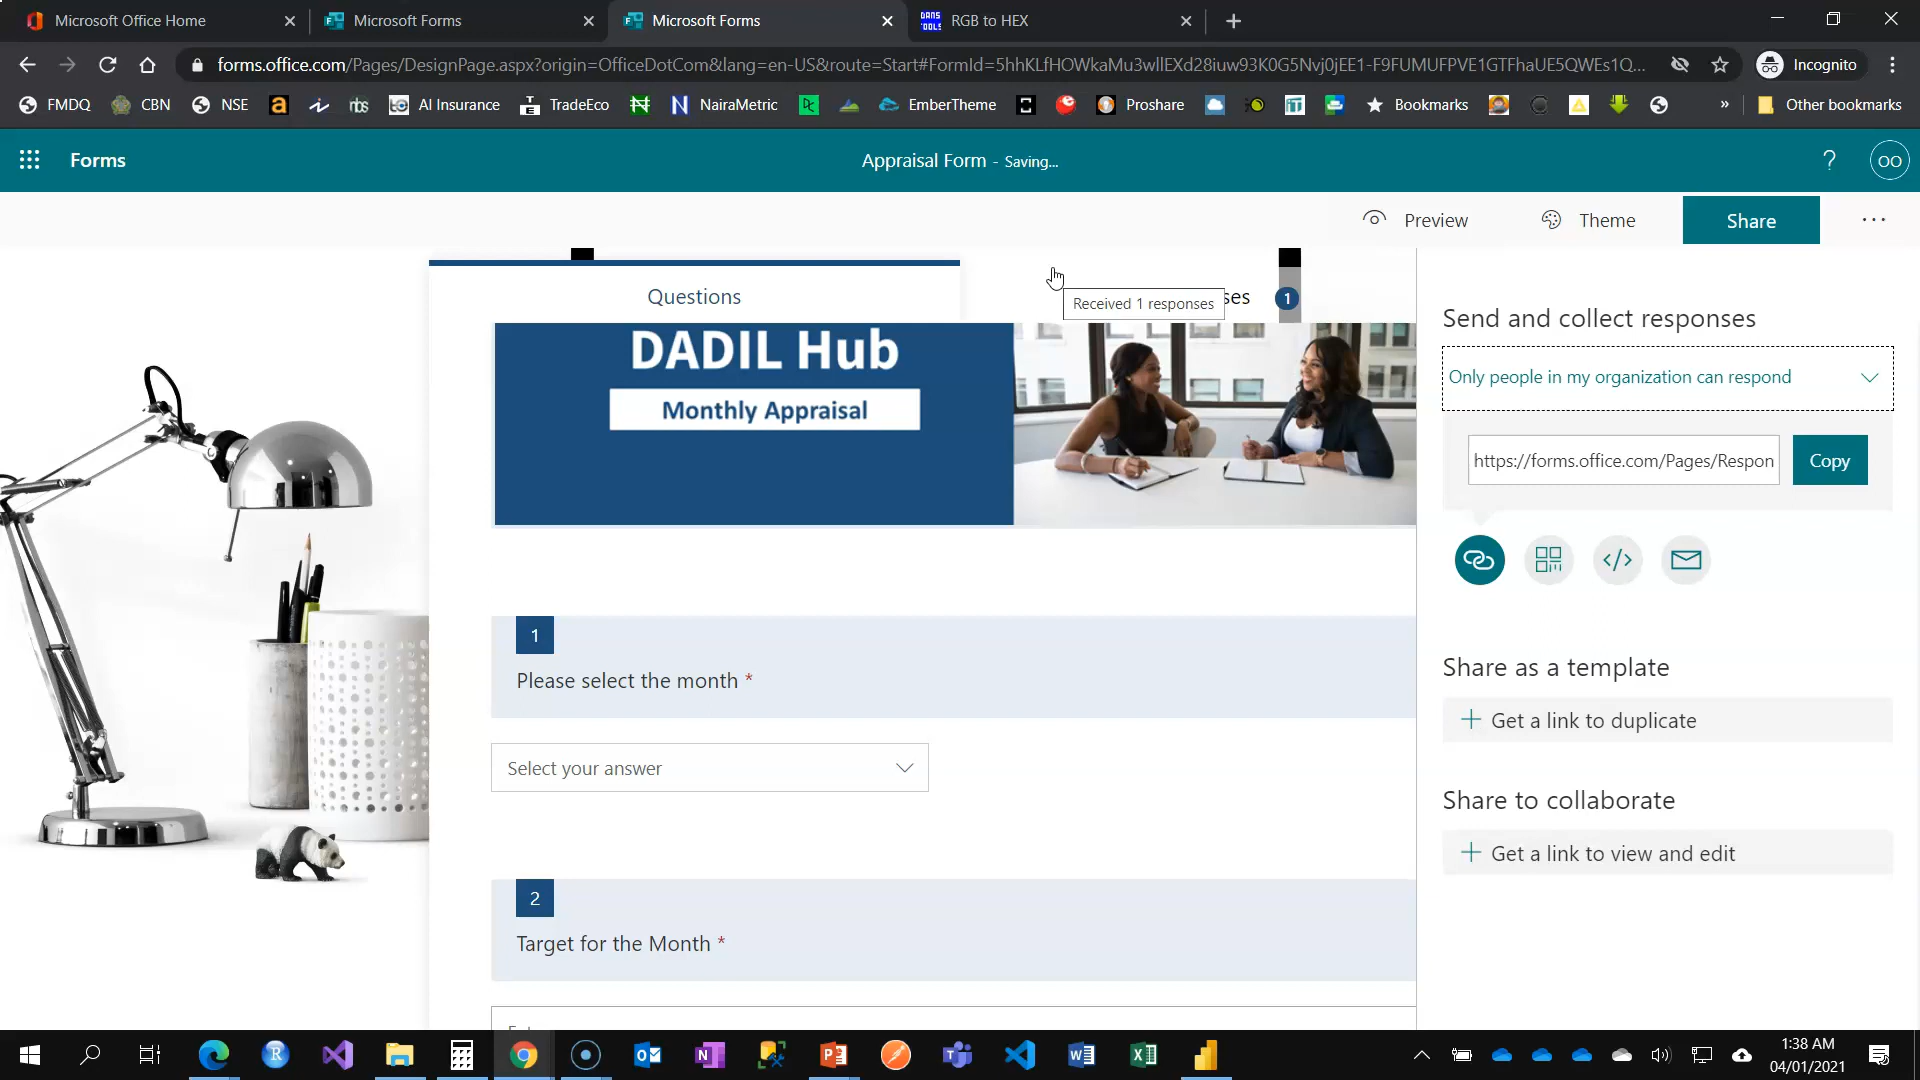 Microsoft Office Home
Microsoft Forms
Microsoft Forms
RGB to HEX
forms.office.com/Pages/DesignPage.aspx?origin=OfficeDotCom&lang=en-US&route=Start#FormId=5hhKLfHOWkaMu3wllEXd28iuw93K0G5Nvj0jEE1-F9FUMUFPVE1GTFhaUE5QWEs1Q...
Incognito
FMDQ
CBN
NSE
AI Insurance
TradeEco
NairaMetric
EmberTheme
Proshare
Bookmarks
»
Other bookmarks
Forms
Appraisal Form - Saving...
?
OO
Preview
Theme
Share
Questions
ses
1
Received 1 responses
DADIL Hub
Monthly Appraisal
1
Please select the month *
Select your answer
2
Target for the Month *
Send and collect responses
Only people in my organization can respond
https://forms.office.com/Pages/Respon
Copy
Share as a template
Get a link to duplicate
Share to collaborate
Get a link to view and edit
1:38 AM
04/01/2021